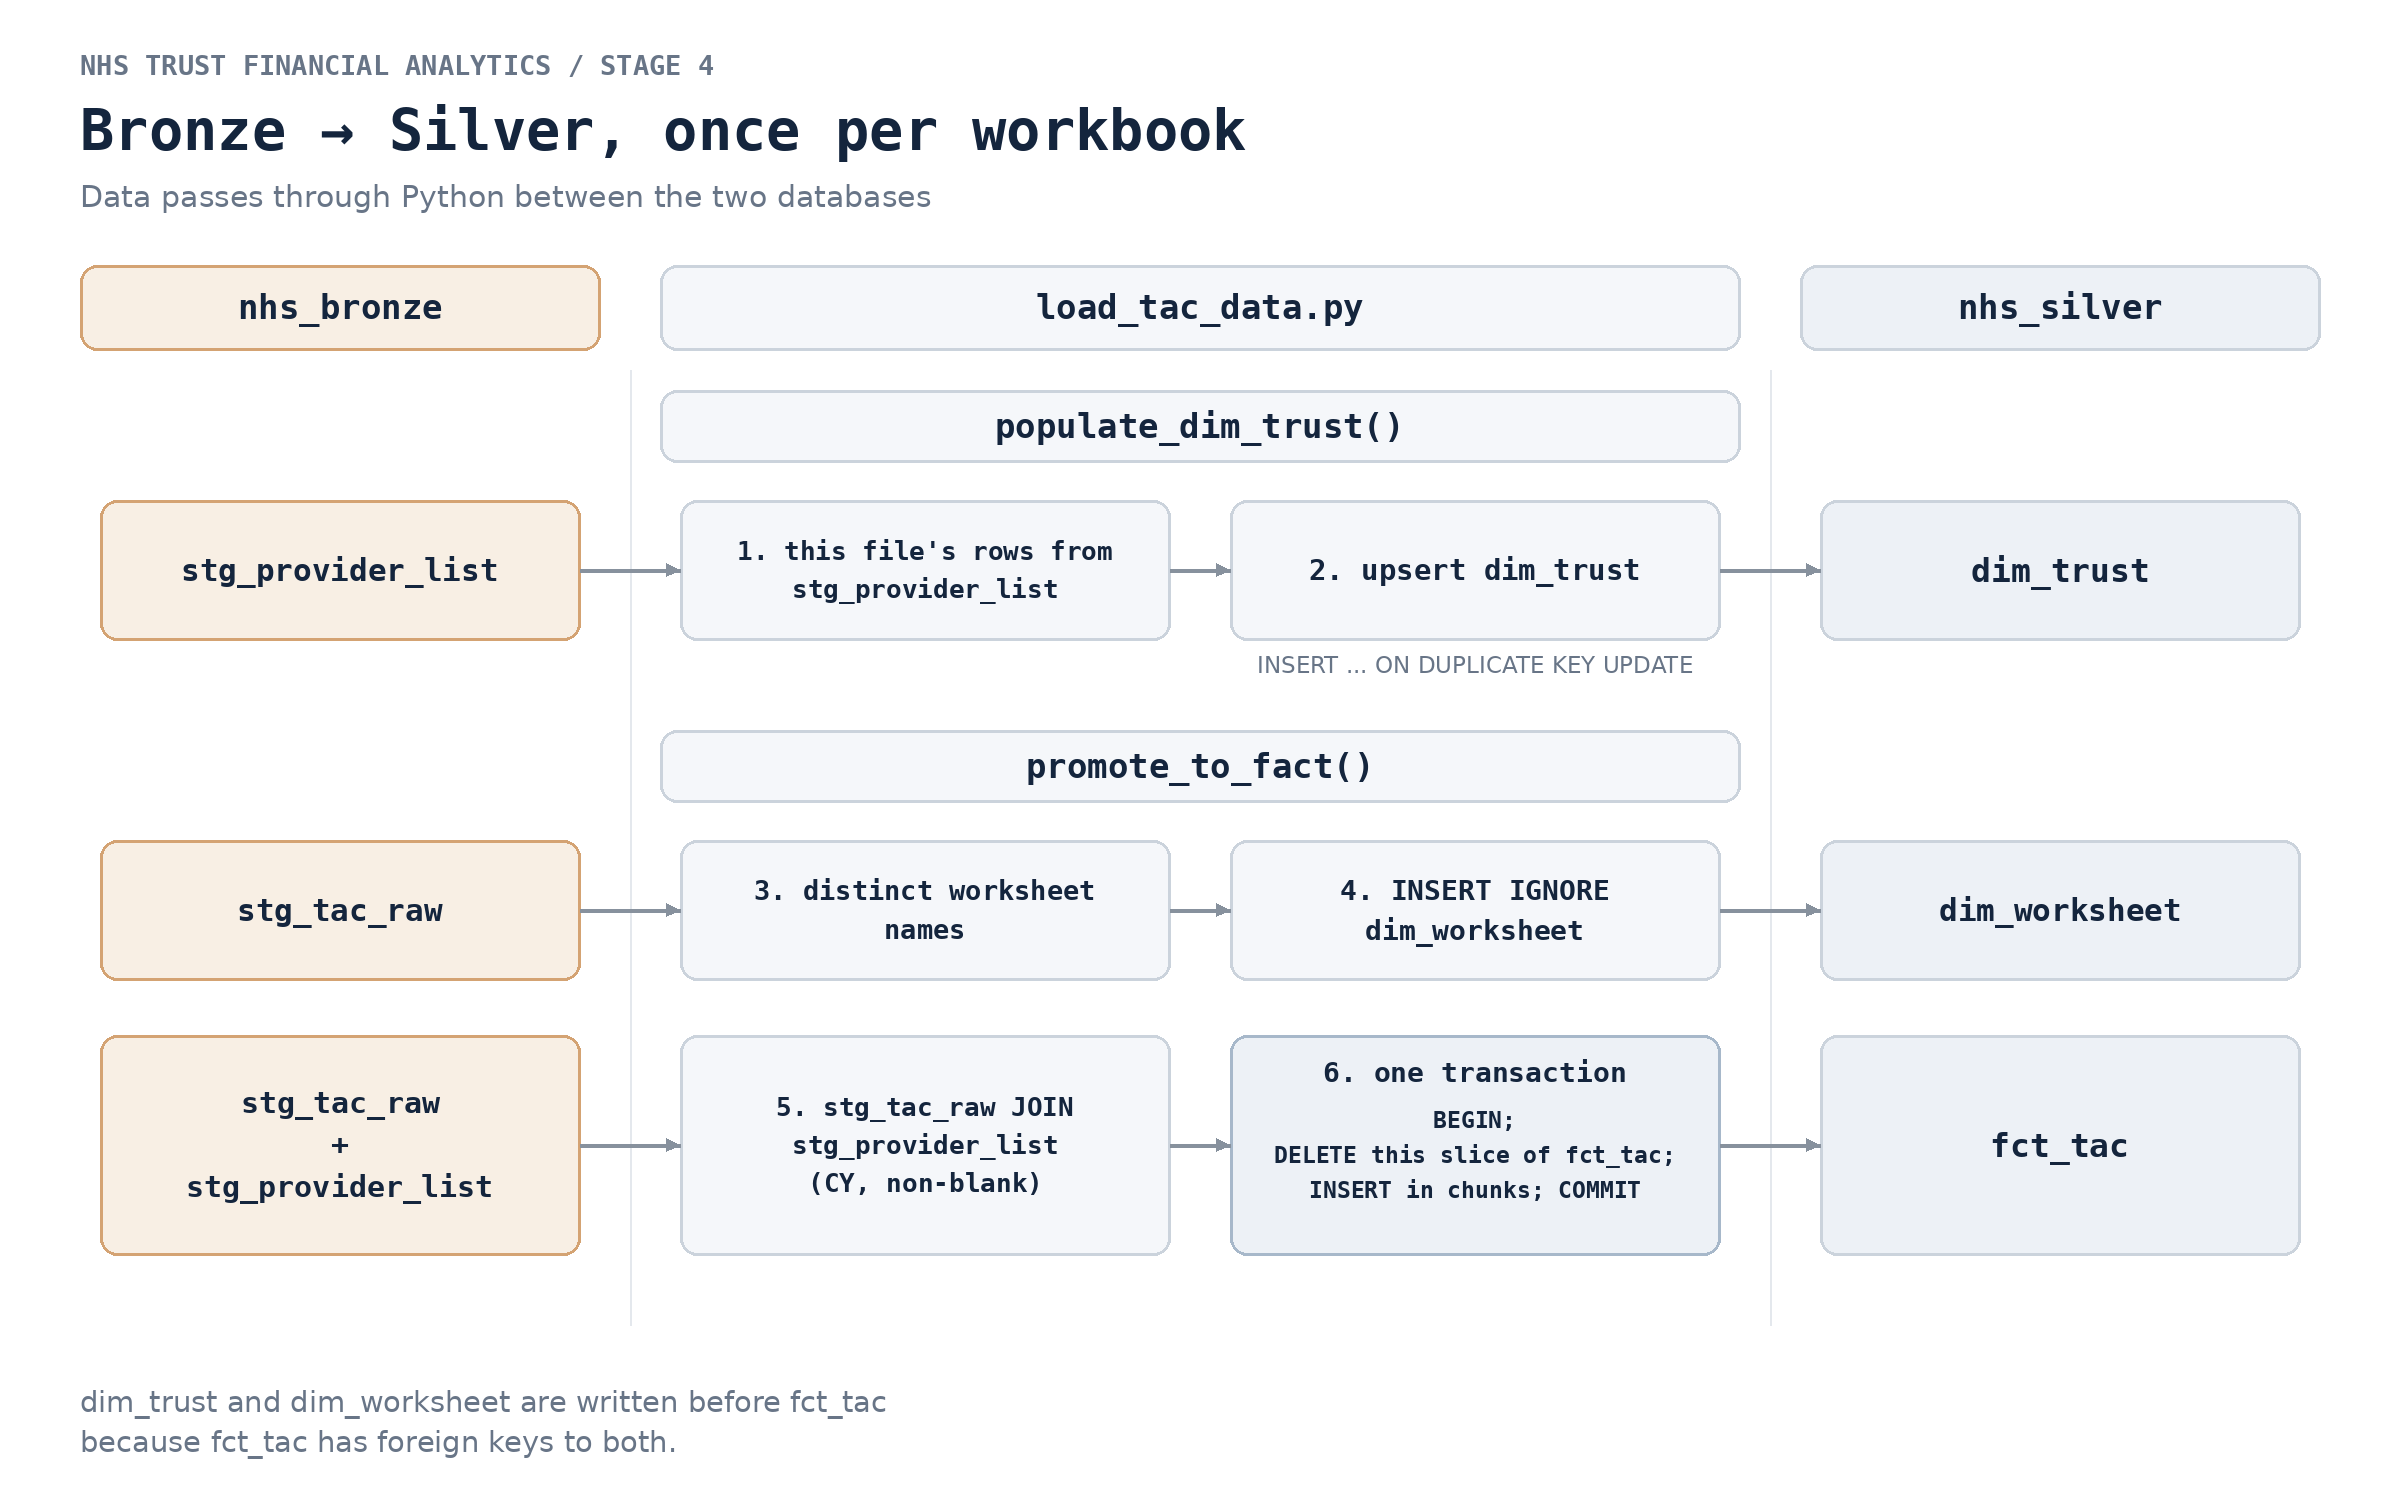 NHS TRUST FINANCIAL ANALYTICS / STAGE 4
Bronze → Silver, once per workbook
Data passes through Python between the two databases
nhs_bronze
load_tac_data.py
nhs_silver
populate_dim_trust()
stg_provider_list
1. this file's rows from
stg_provider_list
2. upsert dim_trust
dim_trust
INSERT ... ON DUPLICATE KEY UPDATE
promote_to_fact()
stg_tac_raw
3. distinct worksheet
names
4. INSERT IGNORE
dim_worksheet
dim_worksheet
stg_tac_raw
+
stg_provider_list
5. stg_tac_raw JOIN
stg_provider_list
(CY, non-blank)
6. one transaction
BEGIN;
DELETE this slice of fct_tac;
INSERT in chunks; COMMIT
fct_tac
dim_trust and dim_worksheet are written before fct_tac
because fct_tac has foreign keys to both.